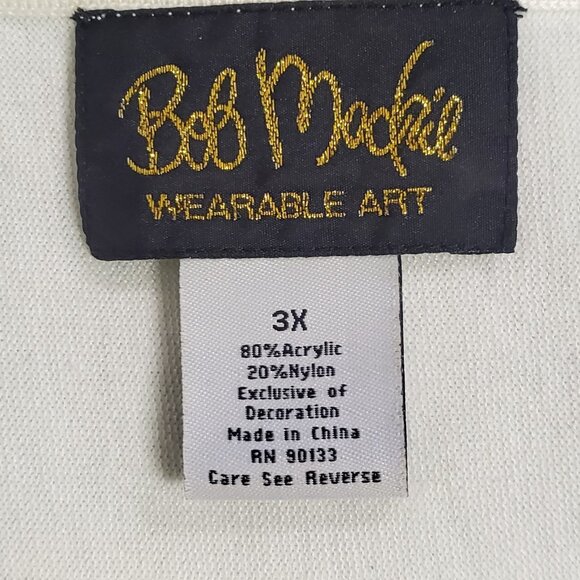 Bob Mackie
WEARABLE ART
3X
80%Acrylic
20%Nylon
Exclusive of
Decoration
Made in China
RN 90133
Care See Reverse